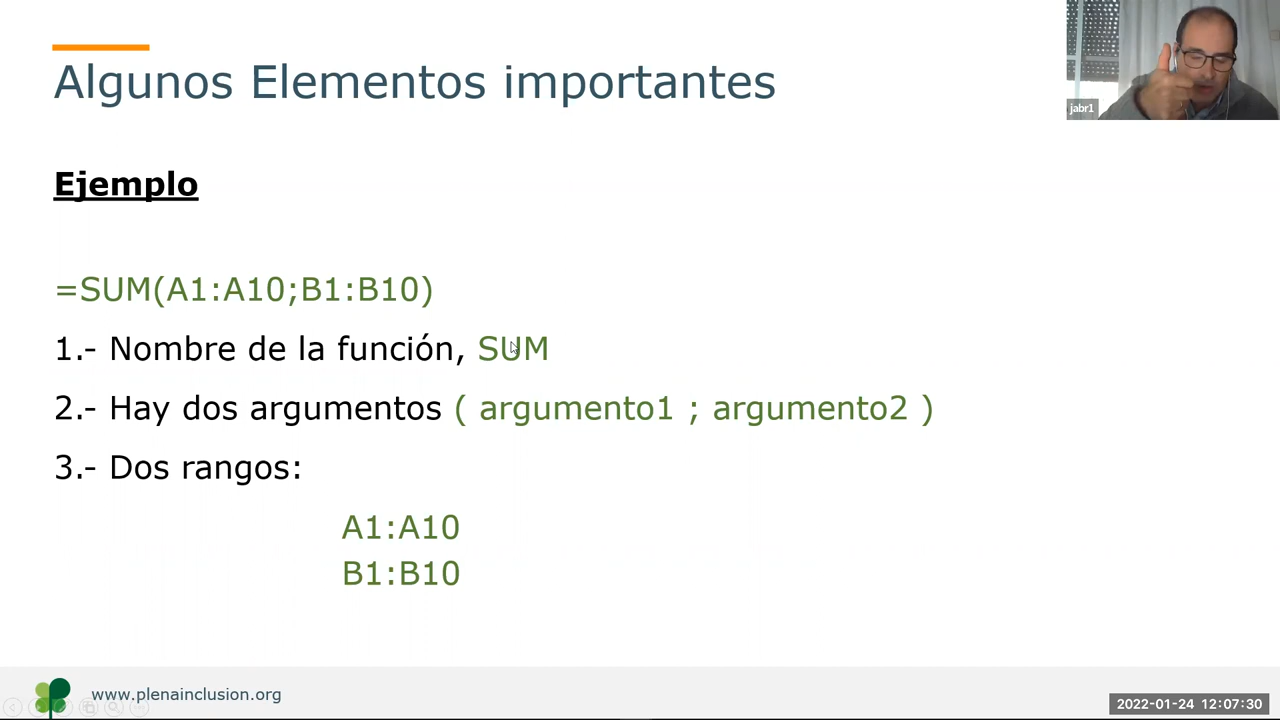 Algunos Elementos importantes
jabr1
Ejemplo
=SUM(A1:A10;B1:B10)
1.- Nombre de la función, SUM
2.- Hay dos argumentos ( argumento1 ; argumento2 )
3.- Dos rangos:
A1:A10
B1:B10
www.plenainclusion.org
2022-01-24 12:07:30